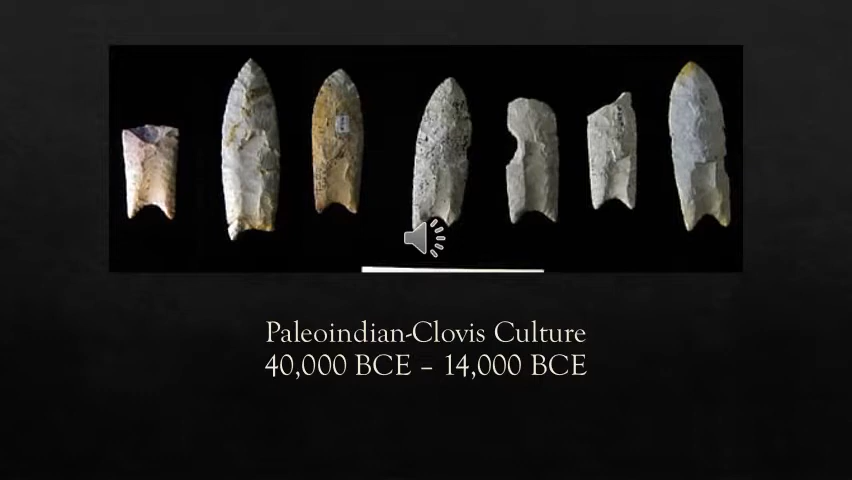 Paleoindian-Clovis Culture
40,000 BCE – 14,000 BCE